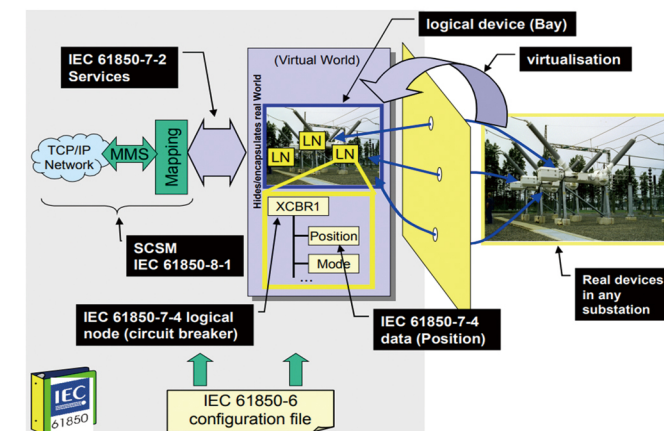 logical device (Bay)
IEC 61850-7-2
Services
(Virtual World)
virtualisation
Hides/encapsulates real World
TCP/IP
Network
MMS
Mapping
LN
LN
LN
XCBR1
Position
Mode
...
SCSM
IEC 61850-8-1
Real devices
in any
substation
IEC 61850-7-4 logical
node (circuit breaker)
IEC 61850-7-4
data (Position)
IEC
61850
IEC 61850-6
configuration file